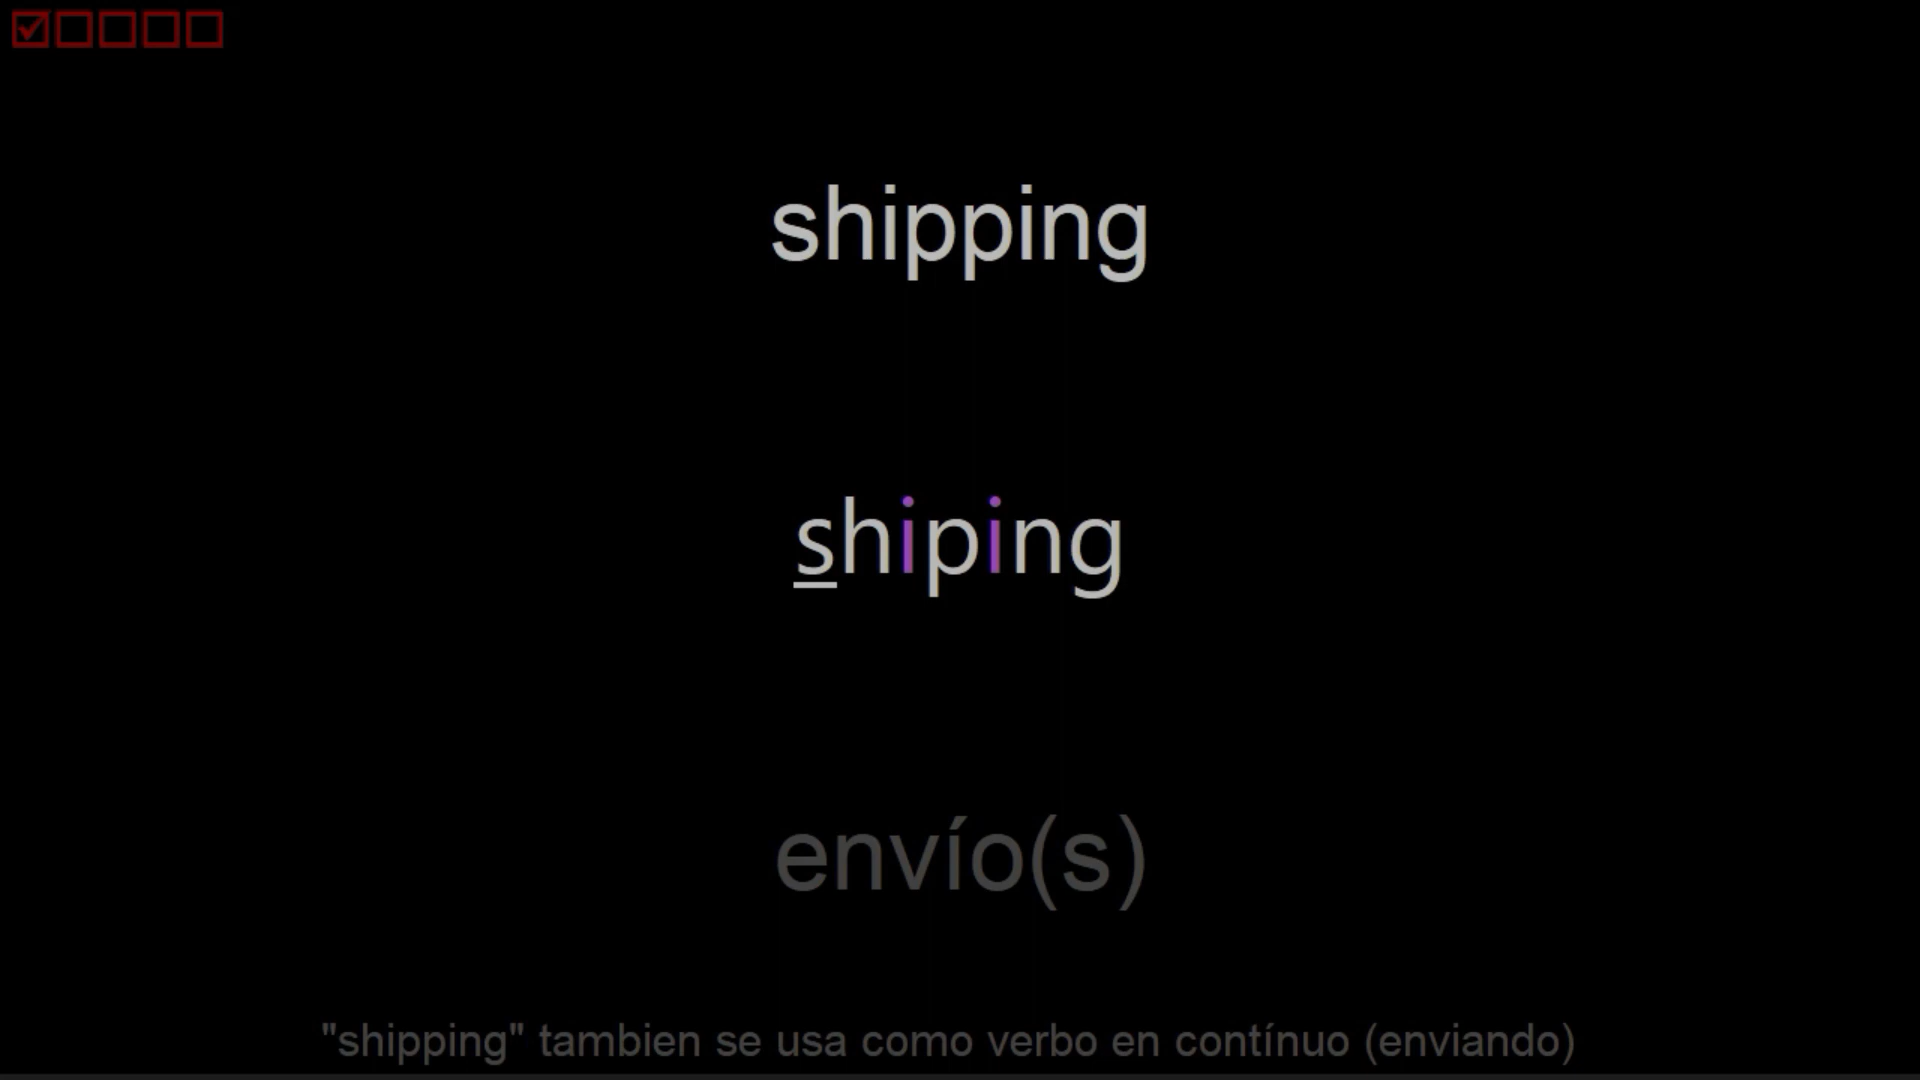 shipping
shiping
envío(s)
"shipping" tambien se usa como verbo en contínuo (enviando)